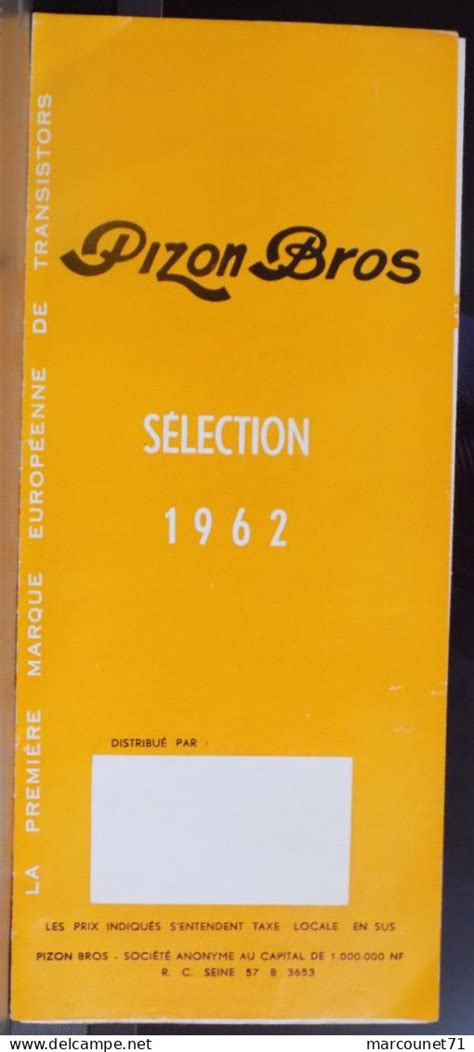 LA PREMIÈRE MARQUE EUROPÉENNE DE TRANSISTORS
Pizon Bros
SÉLECTION
1962
DISTRIBUÉ PAR :
LES PRIX INDIQUÉS S'ENTENDENT TAXE LOCALE EN SUS
PIZON BROS - SOCIÉTÉ ANONYME AU CAPITAL DE 1.000.000 NF
R. C. SEINE 57 B 3653
www.delcampe.net
marcounet71